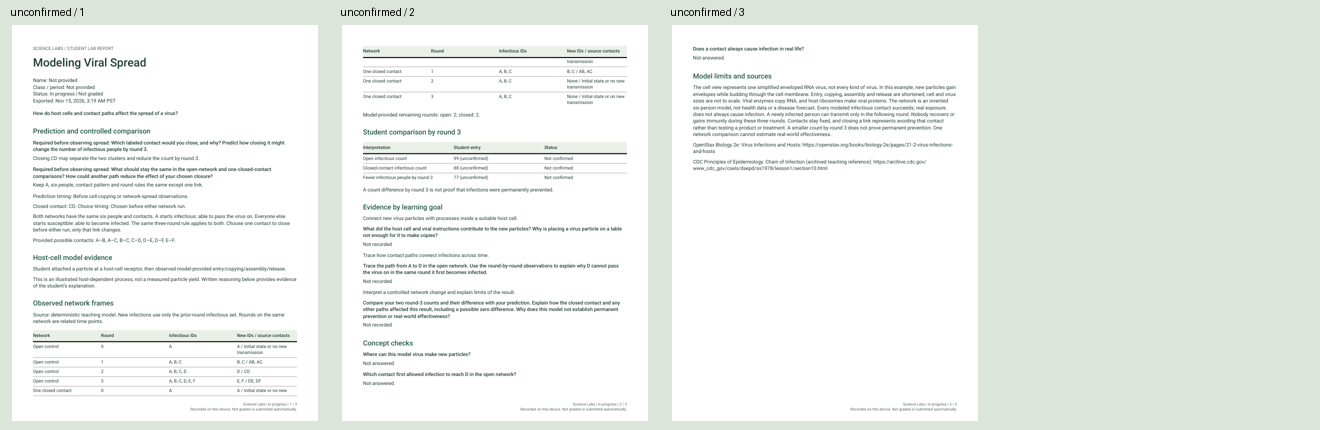 unconfirmed / 1
SCIENCE LABS / STUDENT LAB REPORT
Modeling Viral Spread
Name: Not provided
Class / period: Not provided
Status: In progress | Not graded
Exported: Nov 15, 2026, 3:19 AM PST
How do host cells and contact paths affect the spread of a virus?
Prediction and controlled comparison
Required before observing spread: Which labeled contact would you close, and why? Predict how closing it might
change the number of infectious people by round 3.
Closing CD may separate the two clusters and reduce the count by round 3.
Required before observing spread: What should stay the same in the open-network and one-closed-contact
comparisons? How could another path reduce the effect of your chosen closure?
Keep A, six people, contact pattern and round rules the same except one link.
Prediction timing: Before cell-copying or network-spread observations.
Closed contact: CD. Choice timing: Chosen before either network run.
Both networks have the same six people and contacts. A starts infectious: able to pass the virus on. Everyone else
starts susceptible: able to become infected. The same three-round rule applies to both. Choose one contact to close
before either run; only that link changes.
Provided possible contacts: A–B, A–C, B–C, C–D, D–E, D–F, E–F.
Host-cell model evidence
Student attached a particle at a host-cell receptor, then observed model-provided entry/copying/assembly/release.
This is an illustrated host-dependent process, not a measured particle yield. Written reasoning below provides evidence
of the student's explanation.
Observed network frames
Source: deterministic teaching model. New infections use only the prior-round infectious set. Rounds on the same
network are related time points.
Network Round Infectious IDs New IDs / source contacts
Open control 0 A A / Initial state or no new
transmission
Open control 1 A, B, C B, C / AB, AC
Open control 2 A, B, C, D D / CD
Open control 3 A, B, C, D, E, F E, F / DE, DF
One closed contact 0 A A / Initial state or no new
Science Labs / In progress / 1 / 3
Recorded on this device. Not graded or submitted automatically.
unconfirmed / 2
Network Round Infectious IDs New IDs / source contacts
transmission
One closed contact 1 A, B, C B, C / AB, AC
One closed contact 2 A, B, C None / Initial state or no new
transmission
One closed contact 3 A, B, C None / Initial state or no new
transmission
Model-provided remaining rounds: open: 2; closed: 2.
Student comparison by round 3
Interpretation Student entry Status
Open infectious count 99 (unconfirmed) Not confirmed
Closed-contact infectious count 88 (unconfirmed) Not confirmed
Fewer infectious people by round 3 77 (unconfirmed) Not confirmed
A count difference by round 3 is not proof that infections were permanently prevented.
Evidence by learning goal
Connect new virus particles with processes inside a suitable host cell.
What did the host cell and viral instructions contribute to the new particles? Why is placing a virus particle on a table
not enough for it to make copies?
Not recorded
Trace how contact paths connect infections across time.
Trace the path from A to D in the open network. Use the round-by-round observations to explain why D cannot pass
the virus on in the same round it first becomes infected.
Not recorded
Interpret a controlled network change and explain limits of the result.
Compare your two round-3 counts and their difference with your prediction. Explain how the closed contact and any
other paths affected this result, including a possible zero difference. Why does this model not establish permanent
prevention or real-world effectiveness?
Not recorded
Concept checks
Where can this model virus make new particles?
Not answered.
Which contact first allowed infection to reach D in the open network?
Not answered.
Science Labs / In progress / 2 / 3
Recorded on this device. Not graded or submitted automatically.
unconfirmed / 3
Does a contact always cause infection in real life?
Not answered.
Model limits and sources
The cell view represents one simplified enveloped RNA virus, not every kind of virus. In this example, new particles gain
envelopes while budding through the cell membrane. Entry, copying, assembly and release are shortened; cell and virus
sizes are not to scale. Viral enzymes copy RNA, and host ribosomes make viral proteins. The network is an invented
six-person model, not health data or a disease forecast. Every modeled infectious contact succeeds; real exposure
does not always cause infection. A newly infected person can transmit only in the following round. Nobody recovers or
gains immunity during these three rounds. Contacts stay fixed, and closing a link represents avoiding that contact
rather than testing a product or treatment. A smaller count by round 3 does not prove permanent prevention. One
network comparison cannot estimate real-world effectiveness.
OpenStax Biology 2e: Virus Infections and Hosts: https://openstax.org/books/biology-2e/pages/21-2-virus-infections-
and-hosts
CDC Principles of Epidemiology: Chain of Infection (archived teaching reference): https://archive.cdc.gov/
www_cdc_gov/csels/dsepd/ss1978/lesson1/section10.html
Science Labs / In progress / 3 / 3
Recorded on this device. Not graded or submitted automatically.